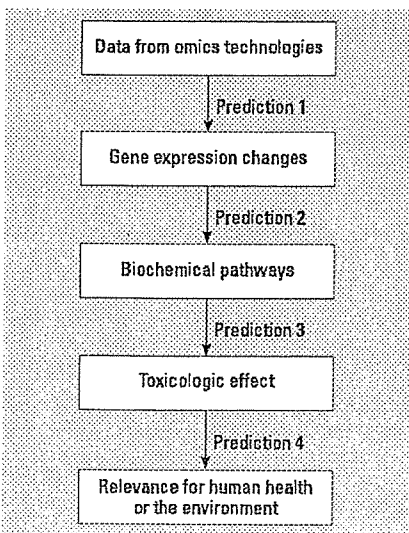 Data from omics technologies
Prediction 1
Gene expression changes
Prediction 2
Biochemical pathways
Prediction 3
Toxicologic effect
Prediction 4
Relevance for human health
or the environment